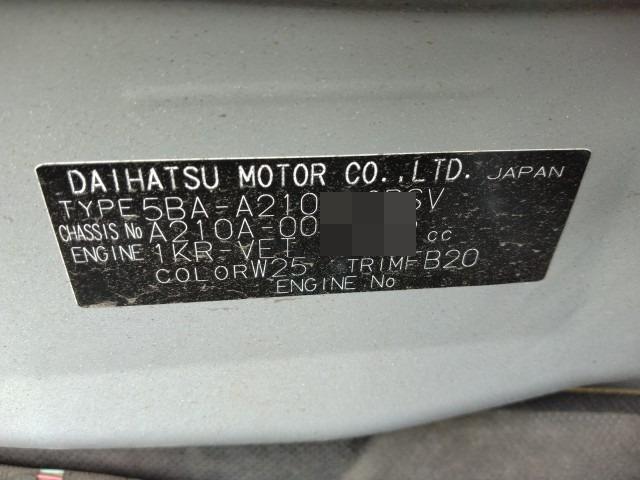 DAIHATSU MOTOR CO.,LTD. JAPAN
TYPE 5BA-A210
CHASSIS No A210A-00
ENGINE 1KR-VET cc
COLOR W25 TRIM FB20
ENGINE No